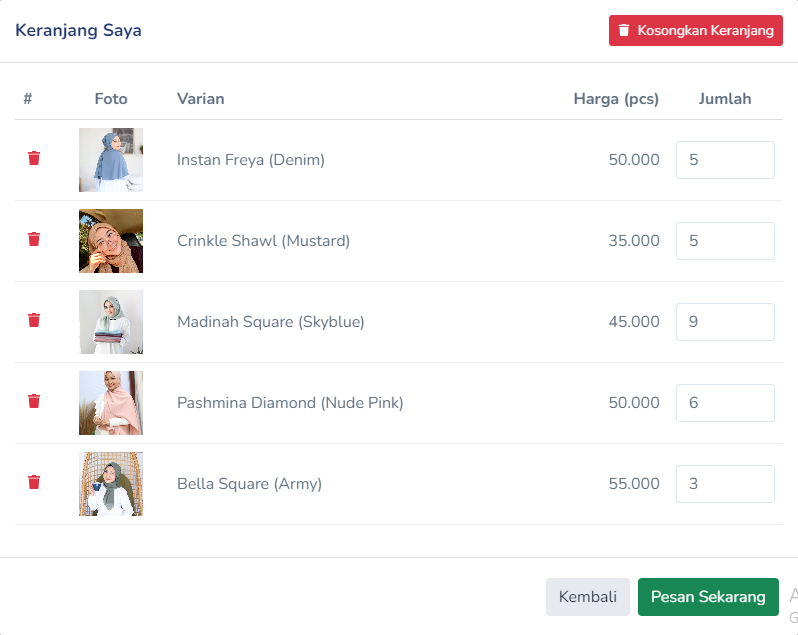 Keranjang Saya
Kosongkan Keranjang
# Foto Varian Harga (pcs) Jumlah
Instan Freya (Denim) 50.000 5
Crinkle Shawl (Mustard) 35.000 5
Madinah Square (Skyblue) 45.000 9
Pashmina Diamond (Nude Pink) 50.000 6
Bella Square (Army) 55.000 3
Kembali Pesan Sekarang